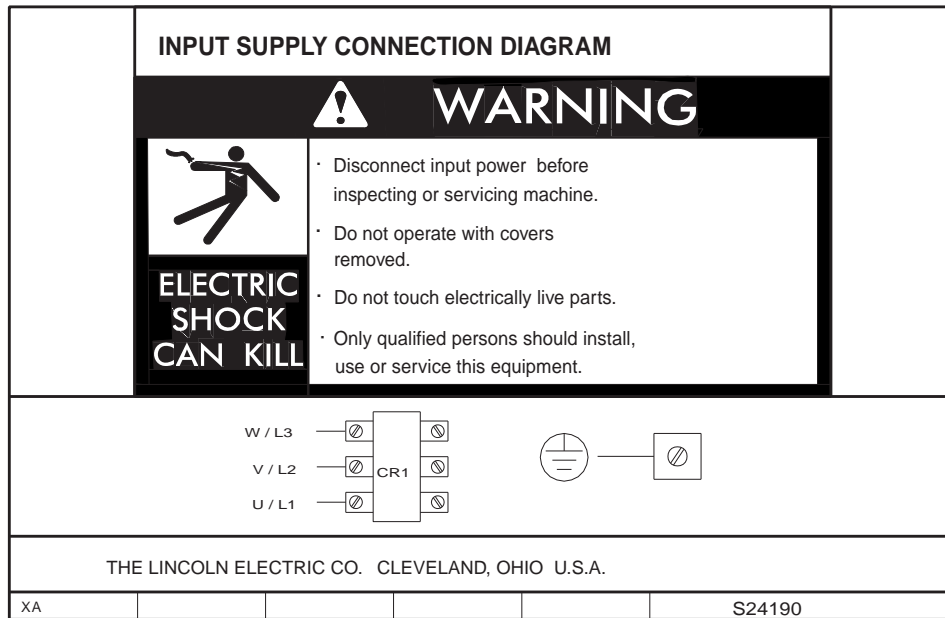 INPUT SUPPLY CONNECTION DIAGRAM
WARNING
ELECTRIC
SHOCK
CAN KILL
· Disconnect input power before
inspecting or servicing machine.
· Do not operate with covers
removed.
· Do not touch electrically live parts.
· Only qualified persons should install,
use or service this equipment.
W / L3
V / L2
U / L1
CR1
THE LINCOLN ELECTRIC CO. CLEVELAND, OHIO U.S.A.
XA
S24190